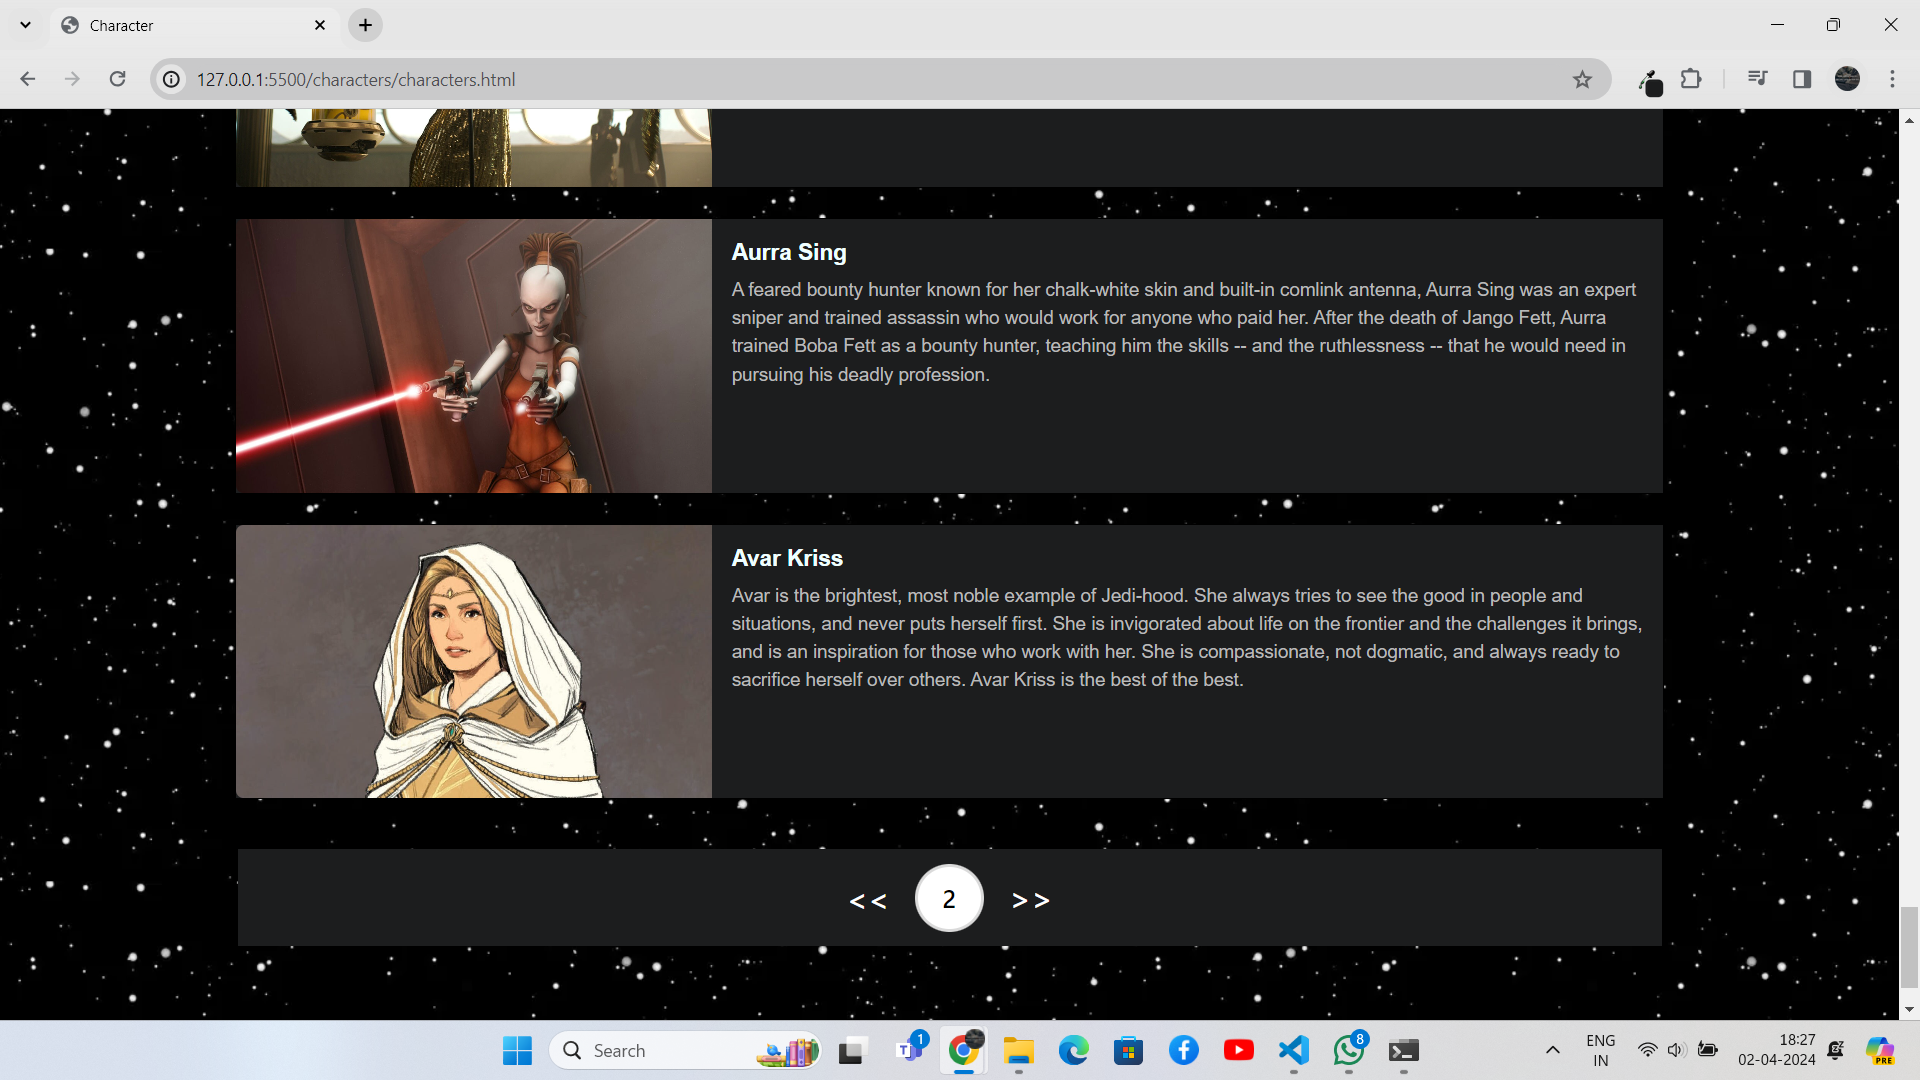 Character
127.0.0.1:5500/characters/characters.html
Aurra Sing
A feared bounty hunter known for her chalk-white skin and built-in comlink antenna, Aurra Sing was an expert
sniper and trained assassin who would work for anyone who paid her. After the death of Jango Fett, Aurra
trained Boba Fett as a bounty hunter, teaching him the skills -- and the ruthlessness -- that he would need in
pursuing his deadly profession.
Avar Kriss
Avar is the brightest, most noble example of Jedi-hood. She always tries to see the good in people and
situations, and never puts herself first. She is invigorated about life on the frontier and the challenges it brings,
and is an inspiration for those who work with her. She is compassionate, not dogmatic, and always ready to
sacrifice herself over others. Avar Kriss is the best of the best.
<< 2 >>
Search
T
1
8
ENG
IN
18:27
02-04-2024
PRE